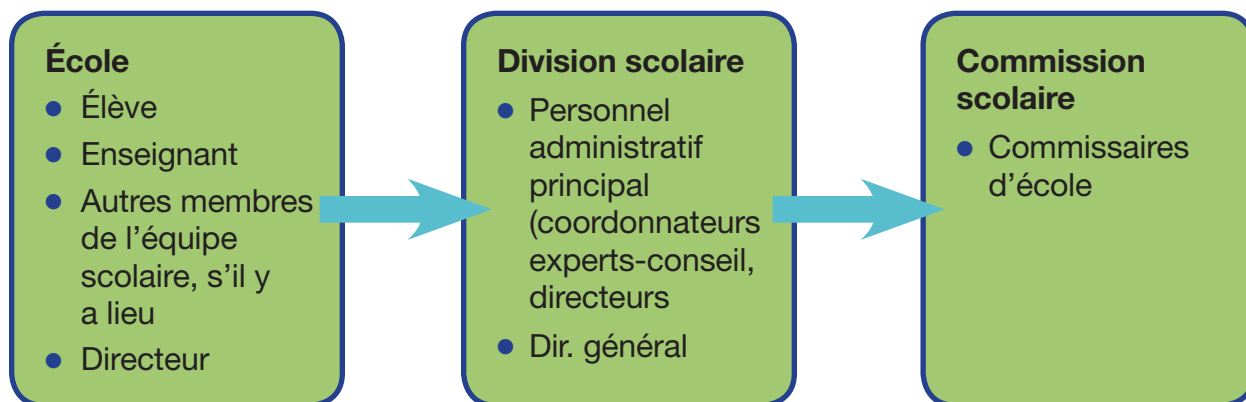 École
● Élève
● Enseignant
● Autres membres
de l'équipe
scolaire, s'il y
a lieu
● Directeur
Division scolaire
● Personnel
administratif
principal
(coordonnateurs
experts-conseil,
directeurs
● Dir. général
Commission
scolaire
● Commissaires
d'école